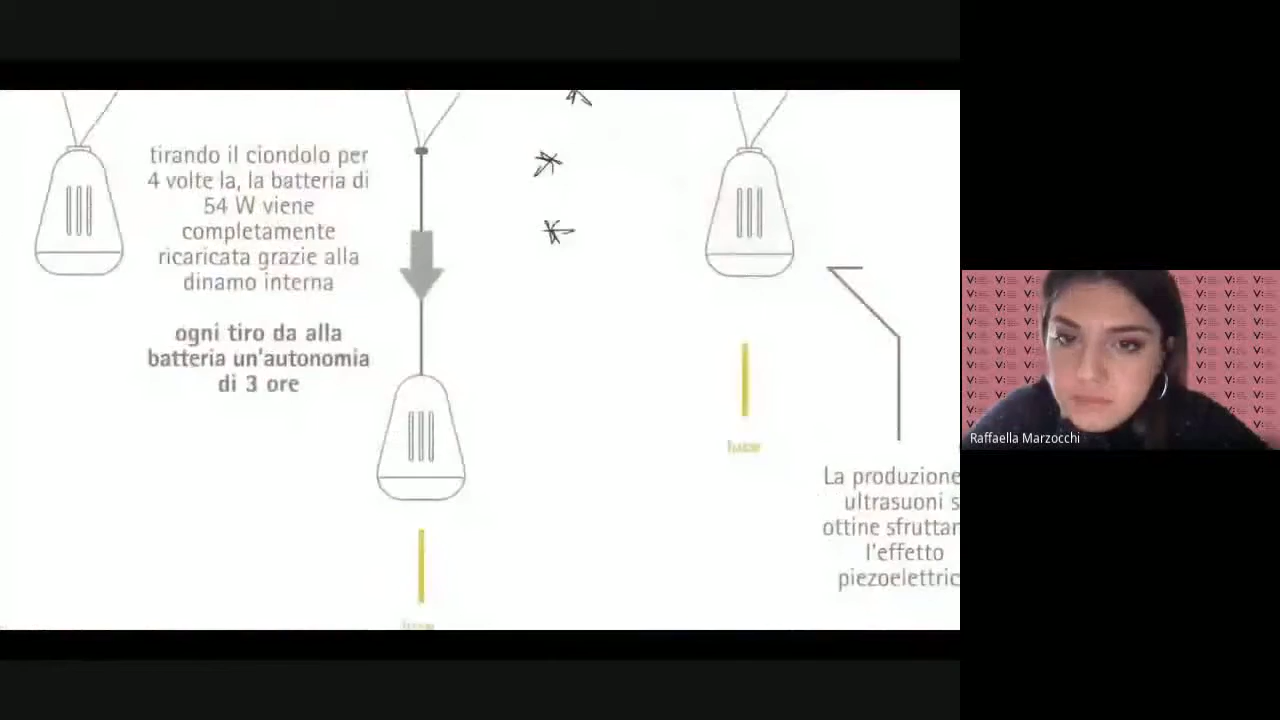 tirando il ciondolo per
4 volte la, la batteria di
54 W viene
completamente
ricaricata grazie alla
dinamo interna
ogni tiro da alla
batteria un'autonomia
di 3 ore
luce
La produzione
ultrasuoni s
ottine sfruttan
l'effetto
piezoelettric
Raffaella Marzocchi